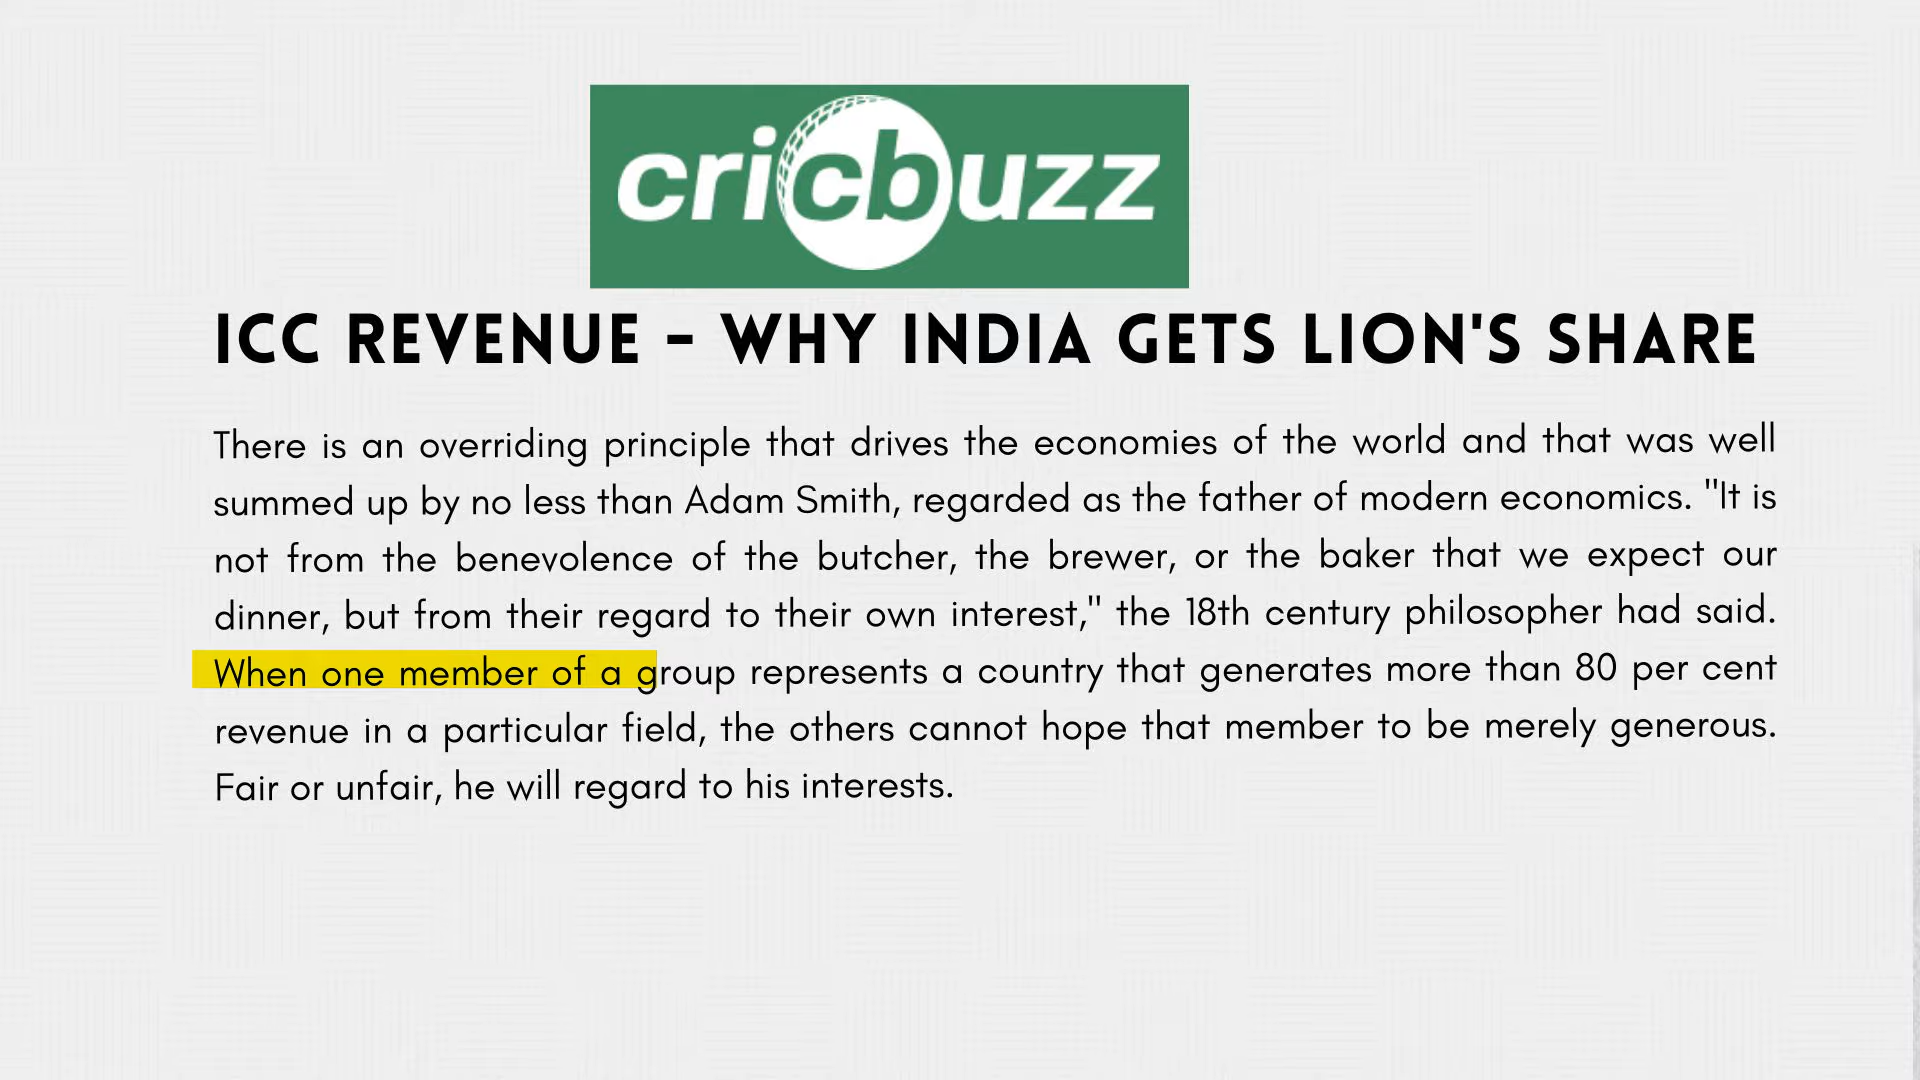 cricbuzz
ICC REVENUE - WHY INDIA GETS LION'S SHARE
There is an overriding principle that drives the economies of the world and that was well
summed up by no less than Adam Smith, regarded as the father of modern economics. "It is
not from the benevolence of the butcher, the brewer, or the baker that we expect our
dinner, but from their regard to their own interest," the 18th century philosopher had said.
When one member of a group represents a country that generates more than 80 per cent
revenue in a particular field, the others cannot hope that member to be merely generous.
Fair or unfair, he will regard to his interests.